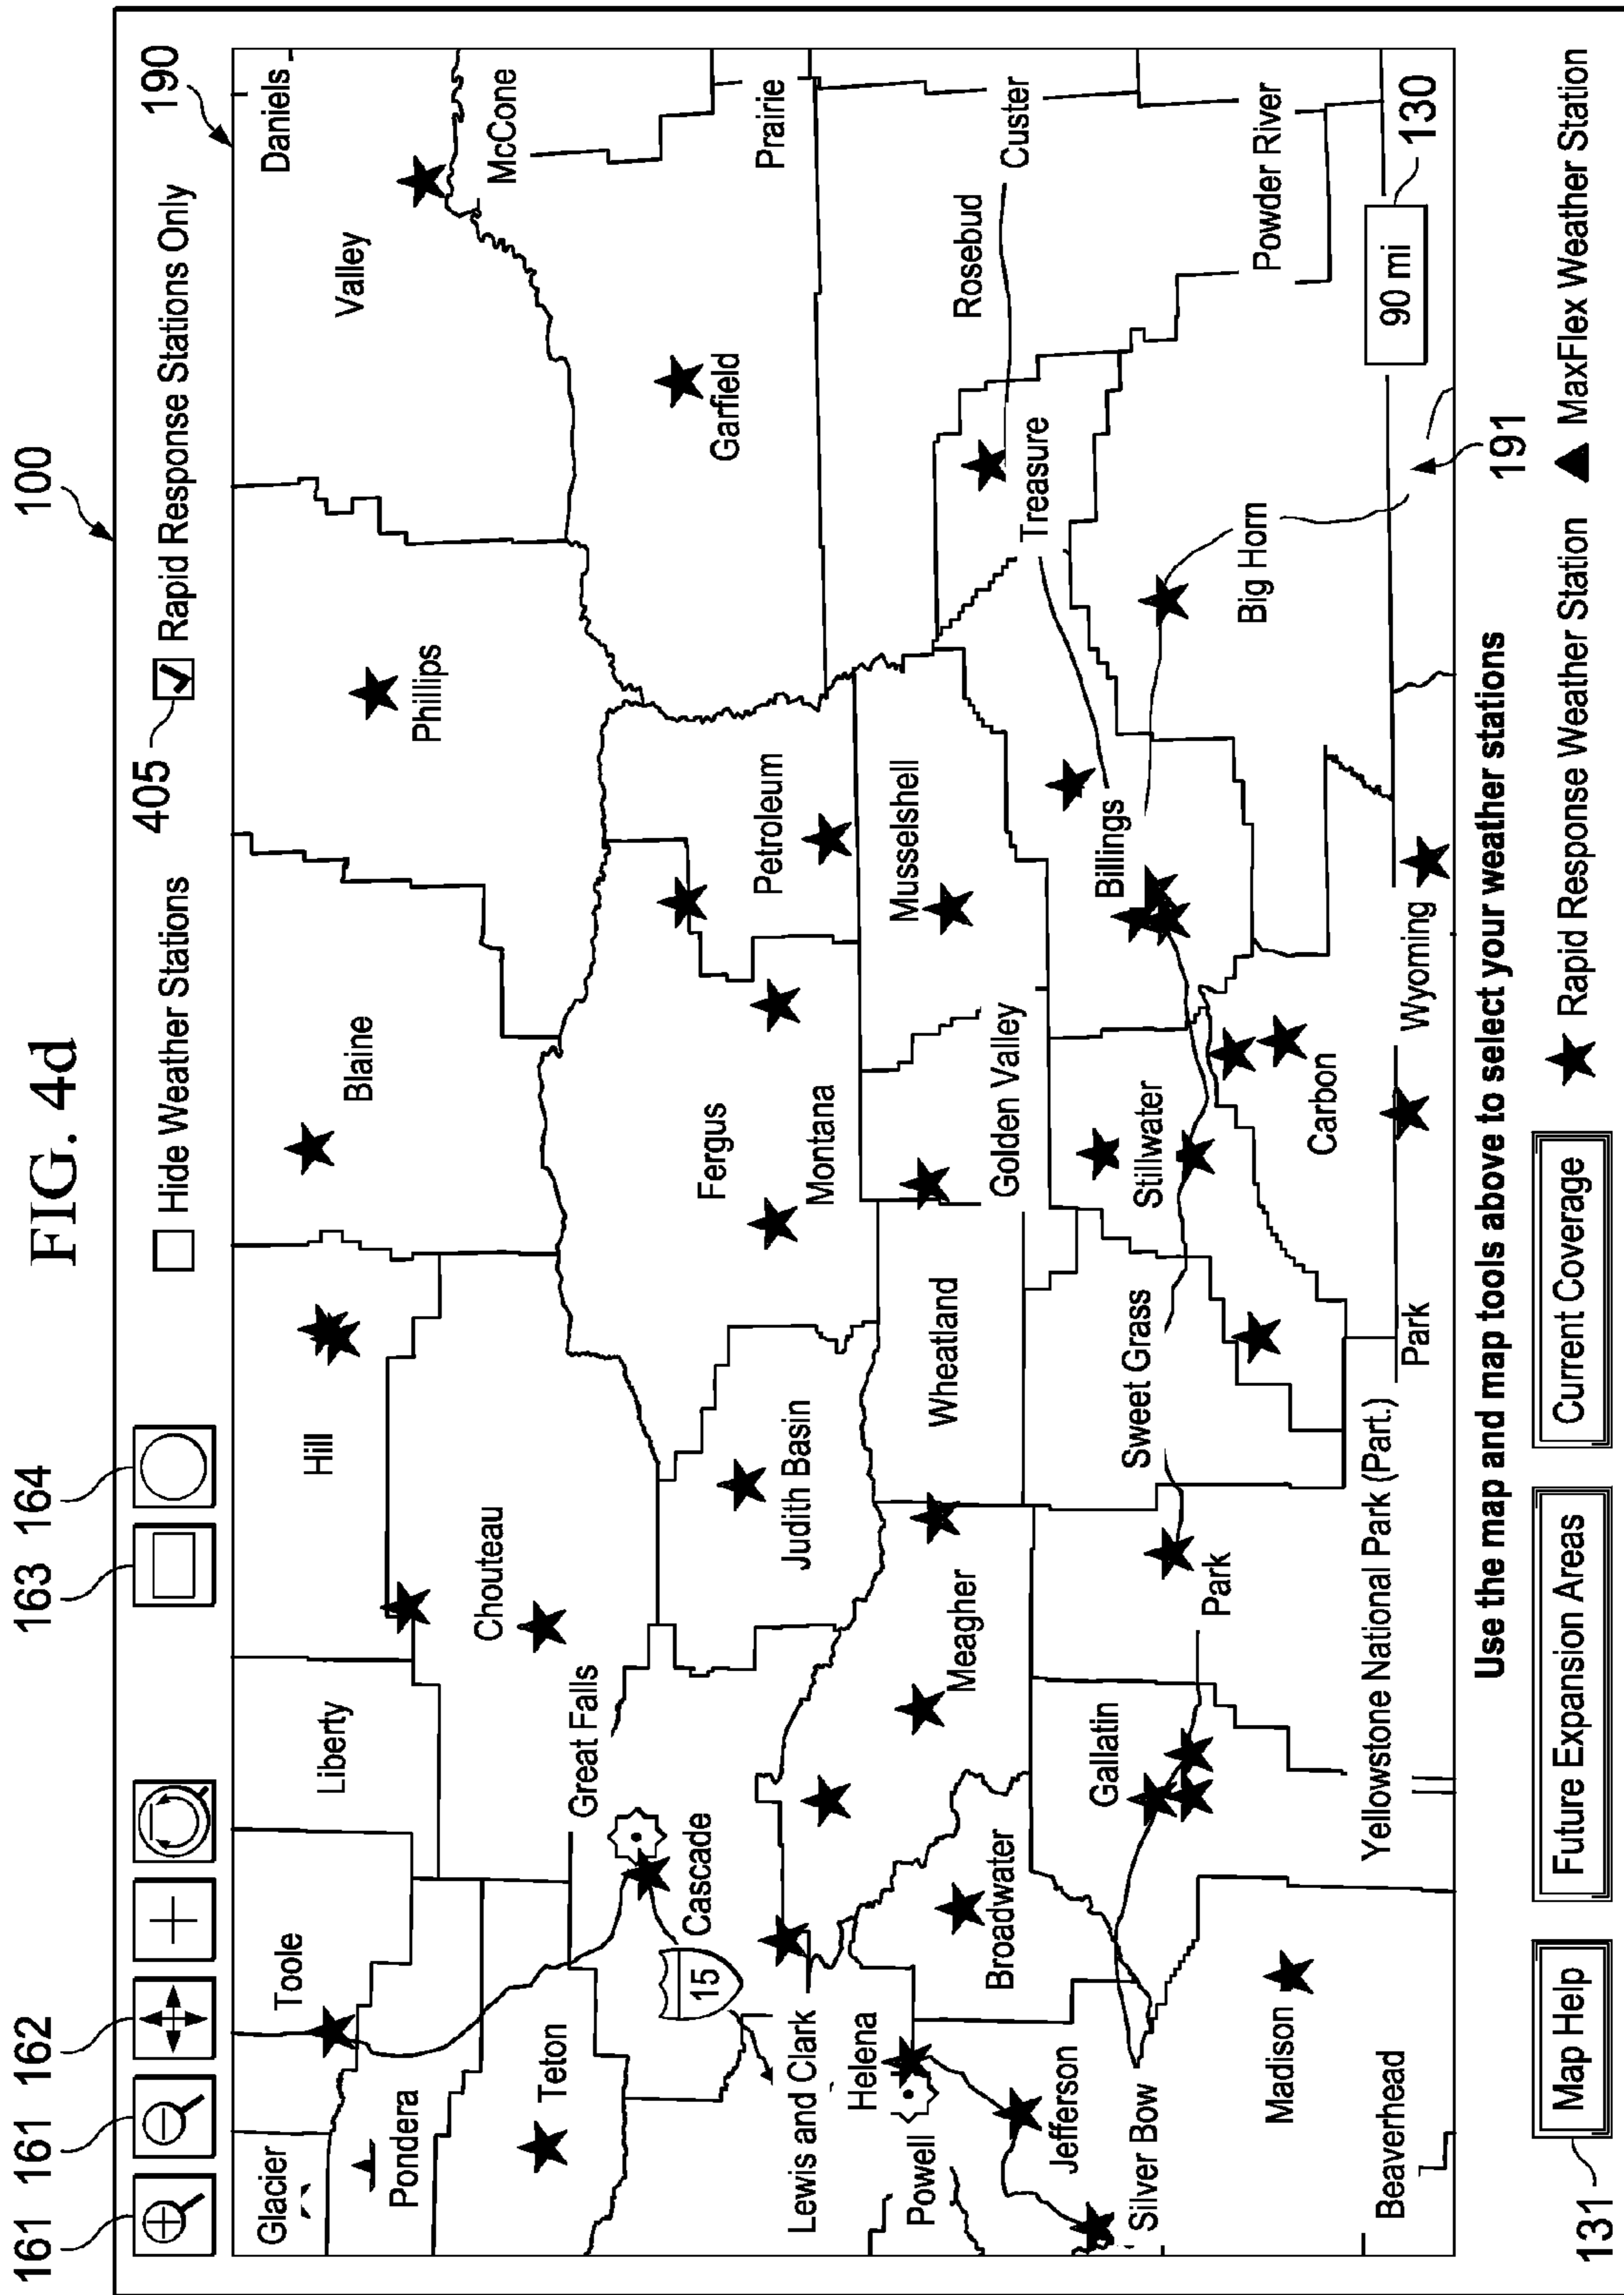 FIG. 4d
100
161
161
162
163
164
405
190
Hide Weather Stations
Rapid Response Stations Only
Glacier
Toole
Liberty
Hill
Blaine
Phillips
Valley
Daniels
Pondera
Chouteau
McCone
Teton
Great Falls
Cascade
15
Fergus
Garfield
Judith Basin
Petroleum
Prairie
Montana
Lewis and Clark
Helena
Powell
Meagher
Wheatland
Musselshell
Broadwater
Golden Valley
Rosebud
Custer
Treasure
Jefferson
Gallatin
Sweet Grass
Stillwater
Billings
Silver Bow
Park
Big Horn
Powder River
Madison
Carbon
Beaverhead
Yellowstone National Park (Part.)
Park
Wyoming
90 mi
130
191
Use the map and map tools above to select your weather stations
131
Map Help
Future Expansion Areas
Current Coverage
Rapid Response Weather Station
MaxFlex Weather Station